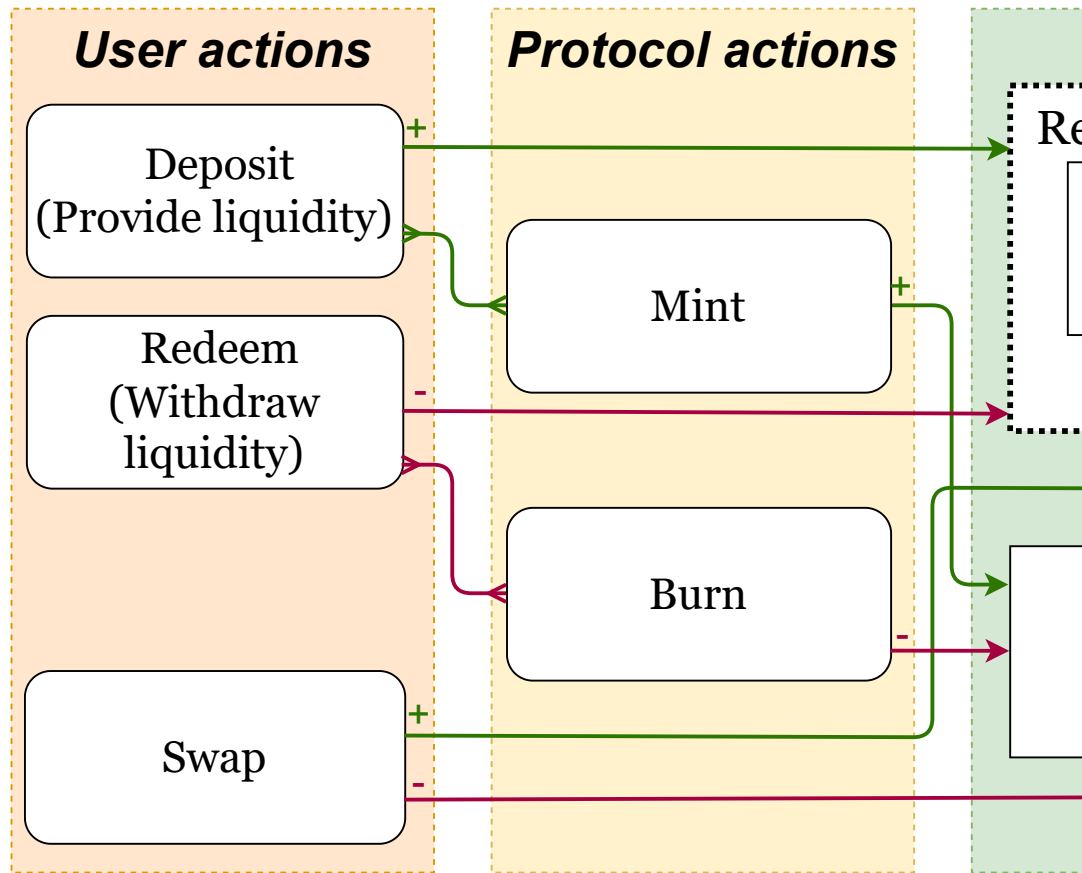 User actions
Protocol actions
Deposit
(Provide liquidity)
+
Mint
+
Redeem
(Withdraw
liquidity)
-
Burn
-
Swap
+
-